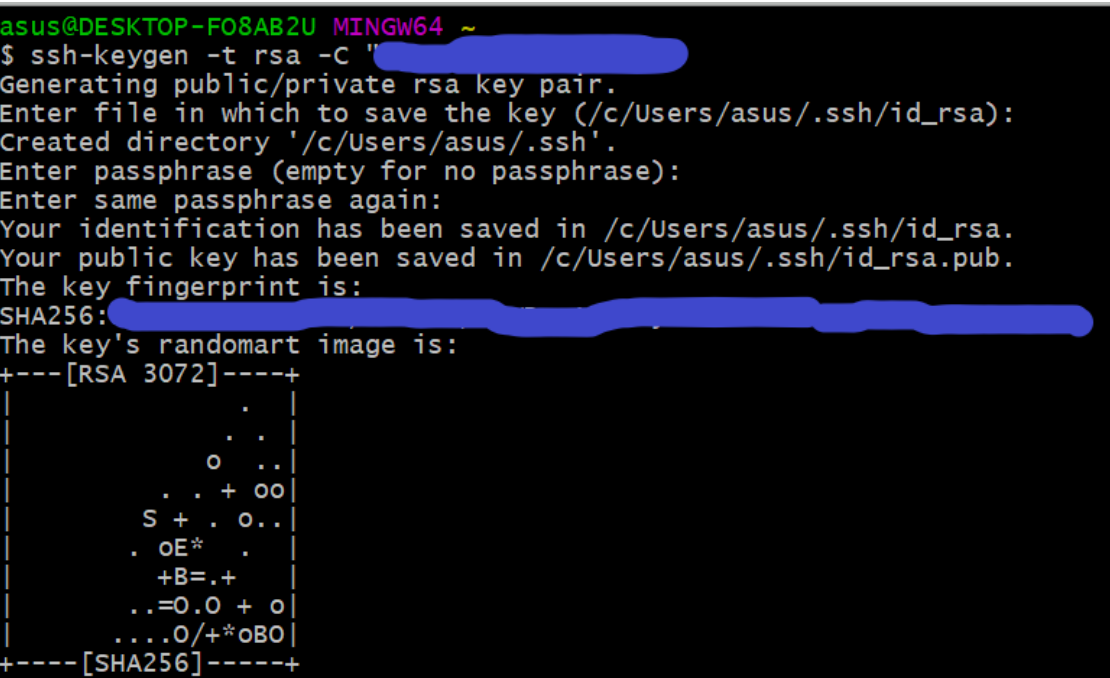 asus@DESKTOP-FO8AB2U MINGW64 ~
$ ssh-keygen -t rsa -C "
Generating public/private rsa key pair.
Enter file in which to save the key (/c/Users/asus/.ssh/id_rsa):
Created directory '/c/Users/asus/.ssh'.
Enter passphrase (empty for no passphrase):
Enter same passphrase again:
Your identification has been saved in /c/Users/asus/.ssh/id_rsa.
Your public key has been saved in /c/Users/asus/.ssh/id_rsa.pub.
The key fingerprint is:
SHA256:
The key's randomart image is:
+---[RSA 3072]----+
|              .  |
|             . . |
|            o  ..|
|         . . + oo|
|        S + . o..|
|       . oE*  .  |
|        +B=.+    |
|       ..=O.O + o|
|      ....O/+*oBO|
+----[SHA256]-----+